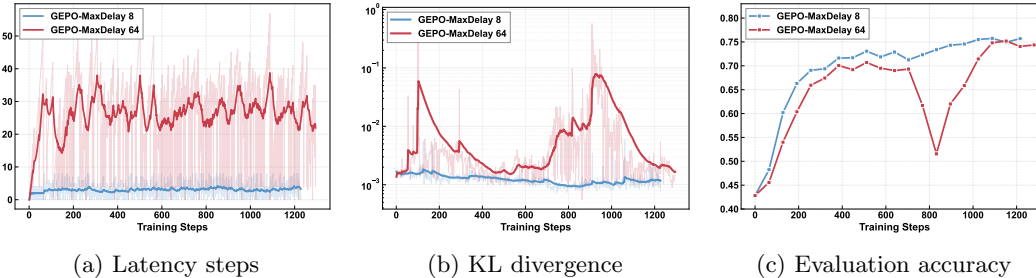 GEPO-MaxDelay 8
GEPO-MaxDelay 64
50
40
30
20
10
0
0 200 400 600 800 1000 1200
Training Steps
(a) Latency steps
GEPO-MaxDelay 8
GEPO-MaxDelay 64
10⁰
10⁻¹
10⁻²
10⁻³
0 200 400 600 800 1000 1200
Training Steps
(b) KL divergence
GEPO-MaxDelay 8
GEPO-MaxDelay 64
0.80
0.75
0.70
0.65
0.60
0.55
0.50
0.45
0.40
0 200 400 600 800 1000 1200
Training Steps
(c) Evaluation accuracy